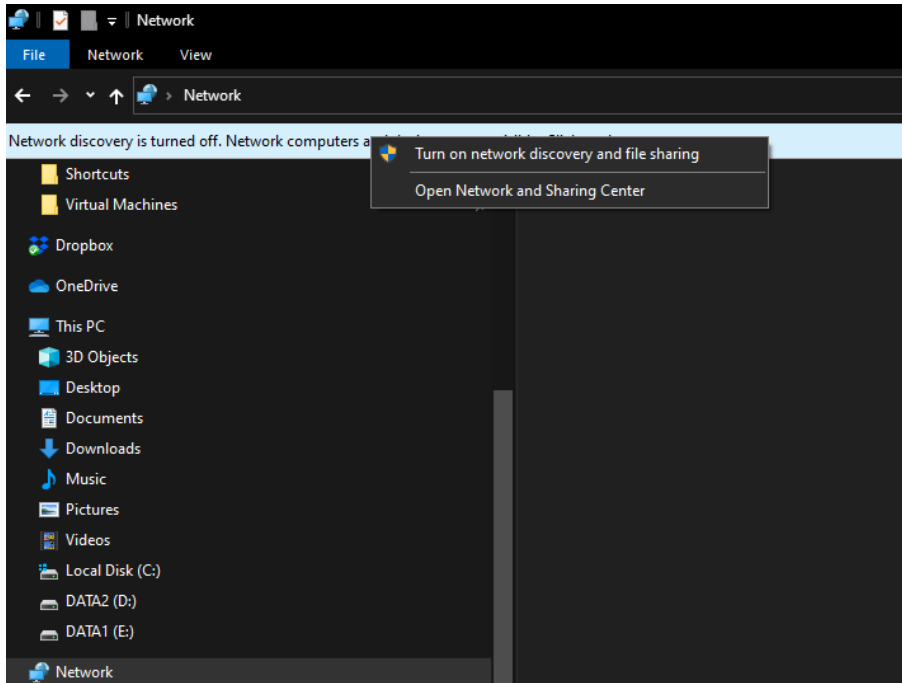 Network
File Network View
Network
Network discovery is turned off. Network computers a
Turn on network discovery and file sharing
Open Network and Sharing Center
Shortcuts
Virtual Machines
Dropbox
OneDrive
This PC
3D Objects
Desktop
Documents
Downloads
Music
Pictures
Videos
Local Disk (C:)
DATA2 (D:)
DATA1 (E:)
Network